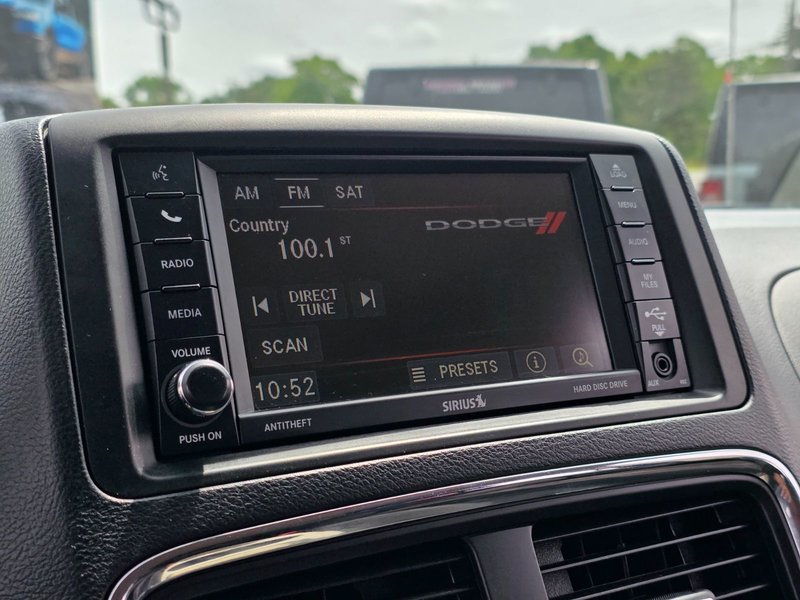 RADIO
MEDIA
VOLUME
PUSH ON
AM FM SAT
Country
100.1 ST
DODGE
DIRECT
TUNE
SCAN
10:52
PRESETS
ANTITHEFT
SIRIUS
HARD DISC DRIVE
LOAD
MENU
AUDIO
MY
FILES
PULL
AUX